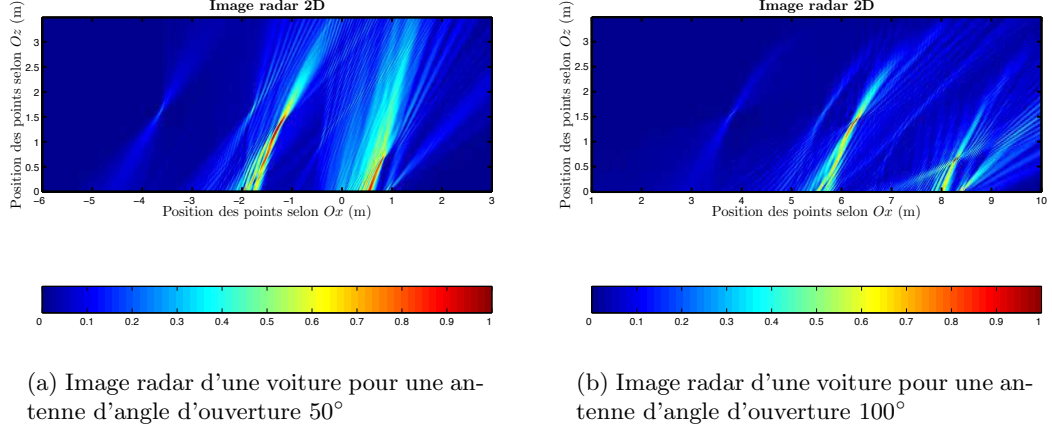 Image radar 2D
Position des points selon Oz (m)
3
2.5
2
1.5
1
0.5
0
−6 −5 −4 −3 −2 −1 0 1 2 3
Position des points selon Ox (m)
0 0.1 0.2 0.3 0.4 0.5 0.6 0.7 0.8 0.9 1
(a) Image radar d'une voiture pour une an-
tenne d'angle d'ouverture 50°
Image radar 2D
Position des points selon Oz (m)
3
2.5
2
1.5
1
0.5
0
1 2 3 4 5 6 7 8 9 10
Position des points selon Ox (m)
0 0.1 0.2 0.3 0.4 0.5 0.6 0.7 0.8 0.9 1
(b) Image radar d'une voiture pour une an-
tenne d'angle d'ouverture 100°